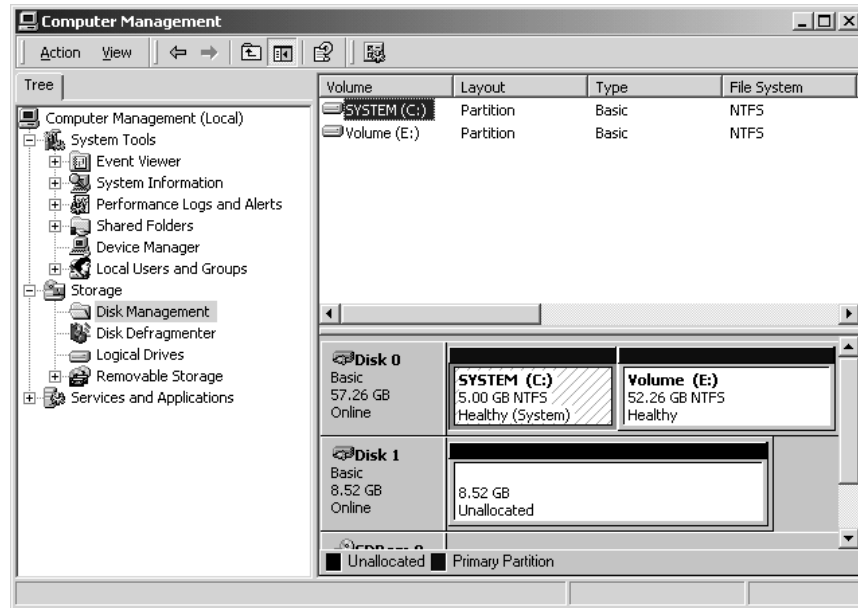 Computer Management
Action View
Tree
Computer Management (Local)
System Tools
Event Viewer
System Information
Performance Logs and Alerts
Shared Folders
Device Manager
Local Users and Groups
Storage
Disk Management
Disk Defragmenter
Logical Drives
Removable Storage
Services and Applications
Volume Layout Type File System
SYSTEM (C:) Partition Basic NTFS
Volume (E:) Partition Basic NTFS
Disk 0
Basic
57.26 GB
Online
SYSTEM (C:)
5.00 GB NTFS
Healthy (System)
Volume (E:)
52.26 GB NTFS
Healthy
Disk 1
Basic
8.52 GB
Online
8.52 GB
Unallocated
Unallocated Primary Partition